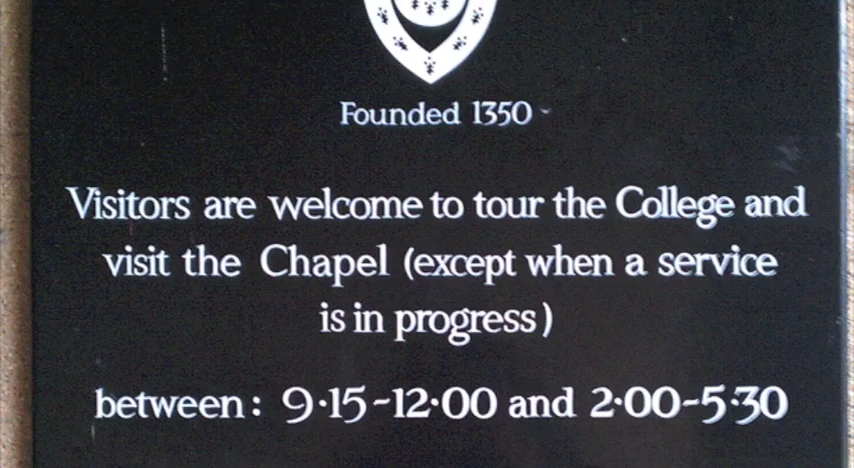 Founded 1350
Visitors are welcome to tour the College and
visit the Chapel (except when a service
is in progress)
between: 9·15-12·00 and 2·00-5·30